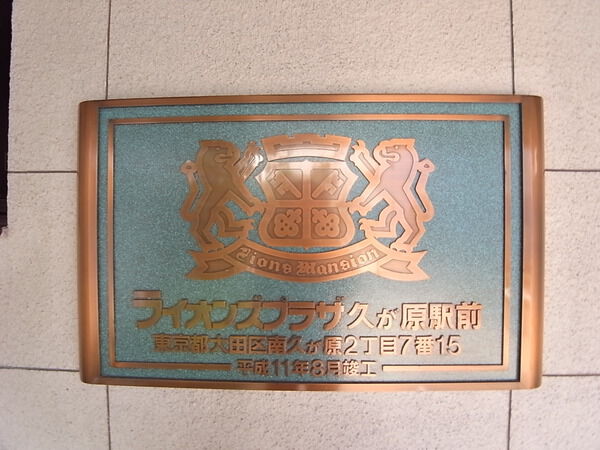 Lions Mansion
ライオンズプラザ久が原駅前
東京都大田区南久が原2丁目7番15
平成11年8月竣工